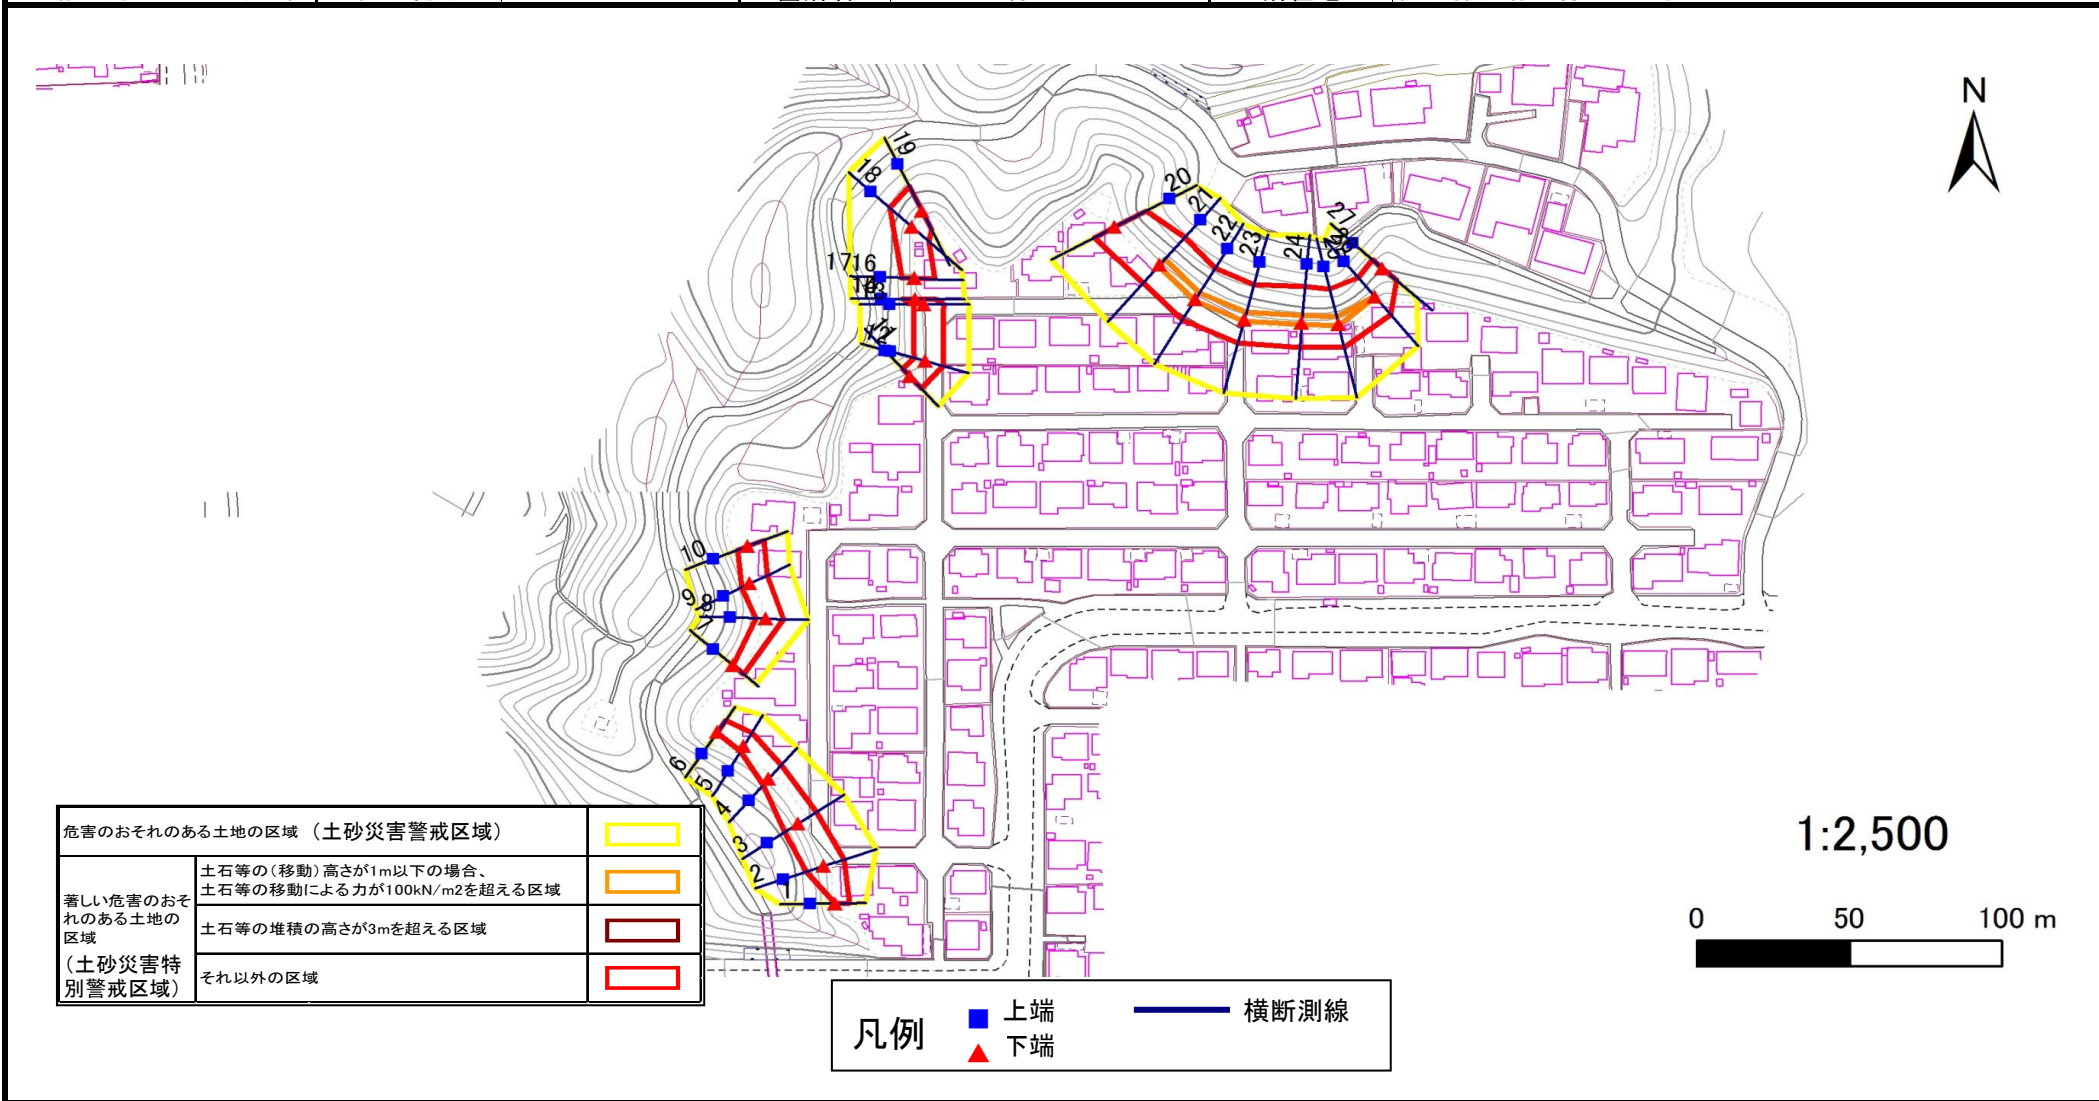 N
19
18
17
16
20
21
22
23
24
27
10
9
8
7
6
5
4
3
2
1
危害のおそれのある土地の区域 （土砂災害警戒区域）
著しい危害のおそ
れのある土地の
区域
（土砂災害特
別警戒区域）
土石等の（移動）高さが1m以下の場合、
土石等の移動による力が100kN/m2を超える区域
土石等の堆積の高さが3mを超える区域
それ以外の区域
1:2,500
0 50 100 m
凡例
上端
下端
横断測線